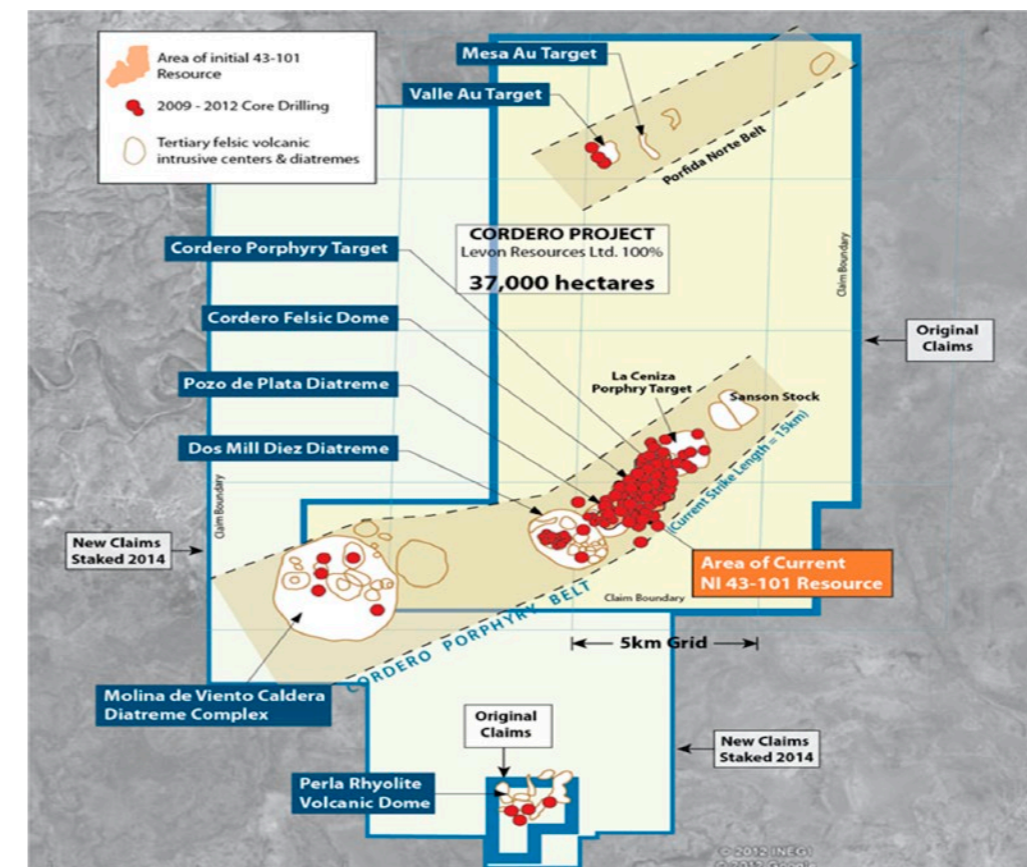 Area of initial 43-101
Resource
2009 - 2012 Core Drilling
Tertiary felsic volcanic
intrusive centers & diatremes
Mesa Au Target
Valle Au Target
Porfida Norte Belt
CORDERO PROJECT
Levon Resources Ltd. 100%
37,000 hectares
Claim Boundary
Original
Claims
Cordero Porphyry Target
Cordero Felsic Dome
Pozo de Plata Diatreme
Dos Mill Diez Diatreme
La Ceniza
Porphry Target
Sanson Stock
(Current Strike Length = 15km)
Claim Boundary
New Claims
Staked 2014
Area of Current
NI 43-101 Resource
Claim Boundary
CORDERO PORPHYRY BELT
5km Grid
Molina de Viento Caldera
Diatreme Complex
Original
Claims
New Claims
Staked 2014
Perla Rhyolite
Volcanic Dome
© 2012 INEGI